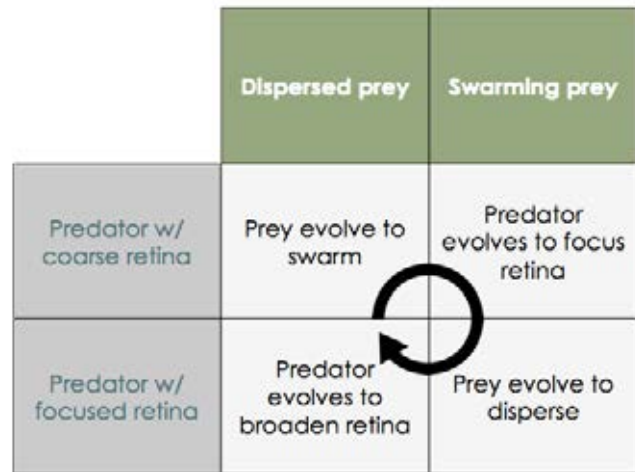 Dispersed prey
Swarming prey
Predator w/
coarse retina
Prey evolve to
swarm
Predator
evolves to focus
retina
Predator w/
focused retina
Predator
evolves to
broaden retina
Prey evolve to
disperse